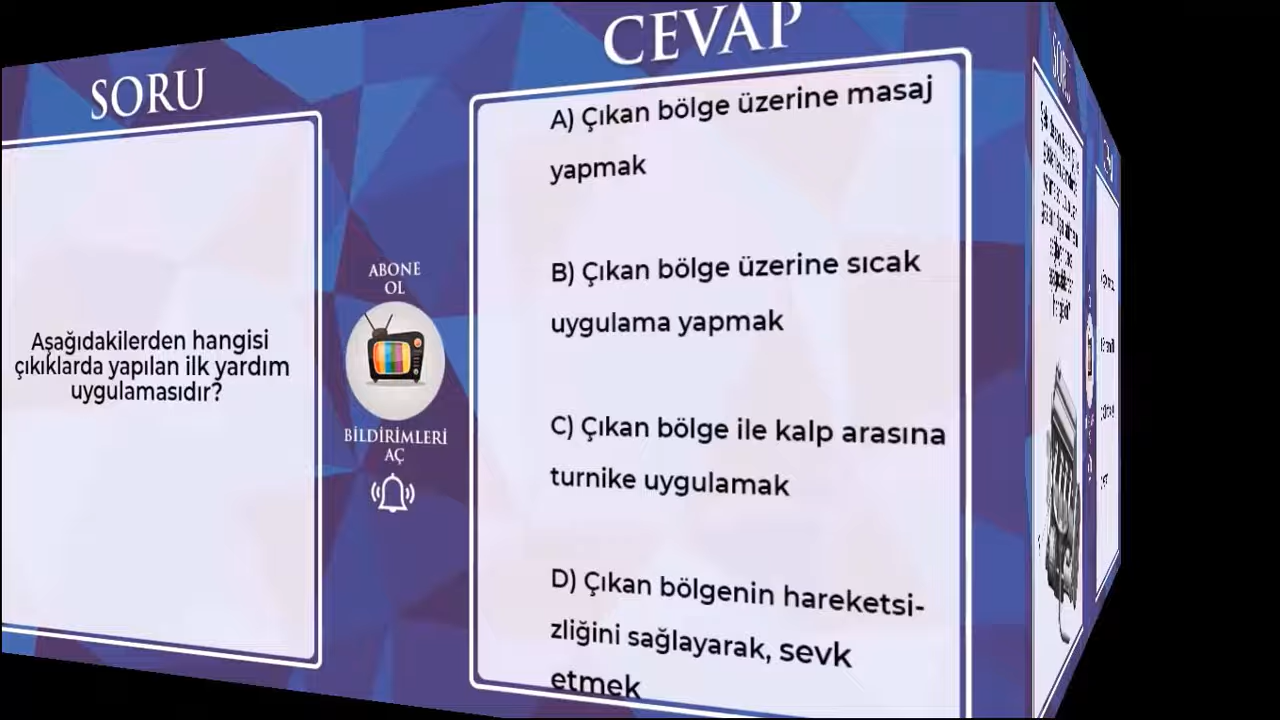 SORU
Aşağıdakilerden hangisi
çıkıklarda yapılan ilk yardım
uygulamasıdır?
ABONE
OL
BİLDİRİMLERİ
AÇ
CEVAP
A) Çıkan bölge üzerine masaj
yapmak
B) Çıkan bölge üzerine sıcak
uygulama yapmak
C) Çıkan bölge ile kalp arasına
turnike uygulamak
D) Çıkan bölgenin hareketsi-
zliğini sağlayarak, sevk
etmek